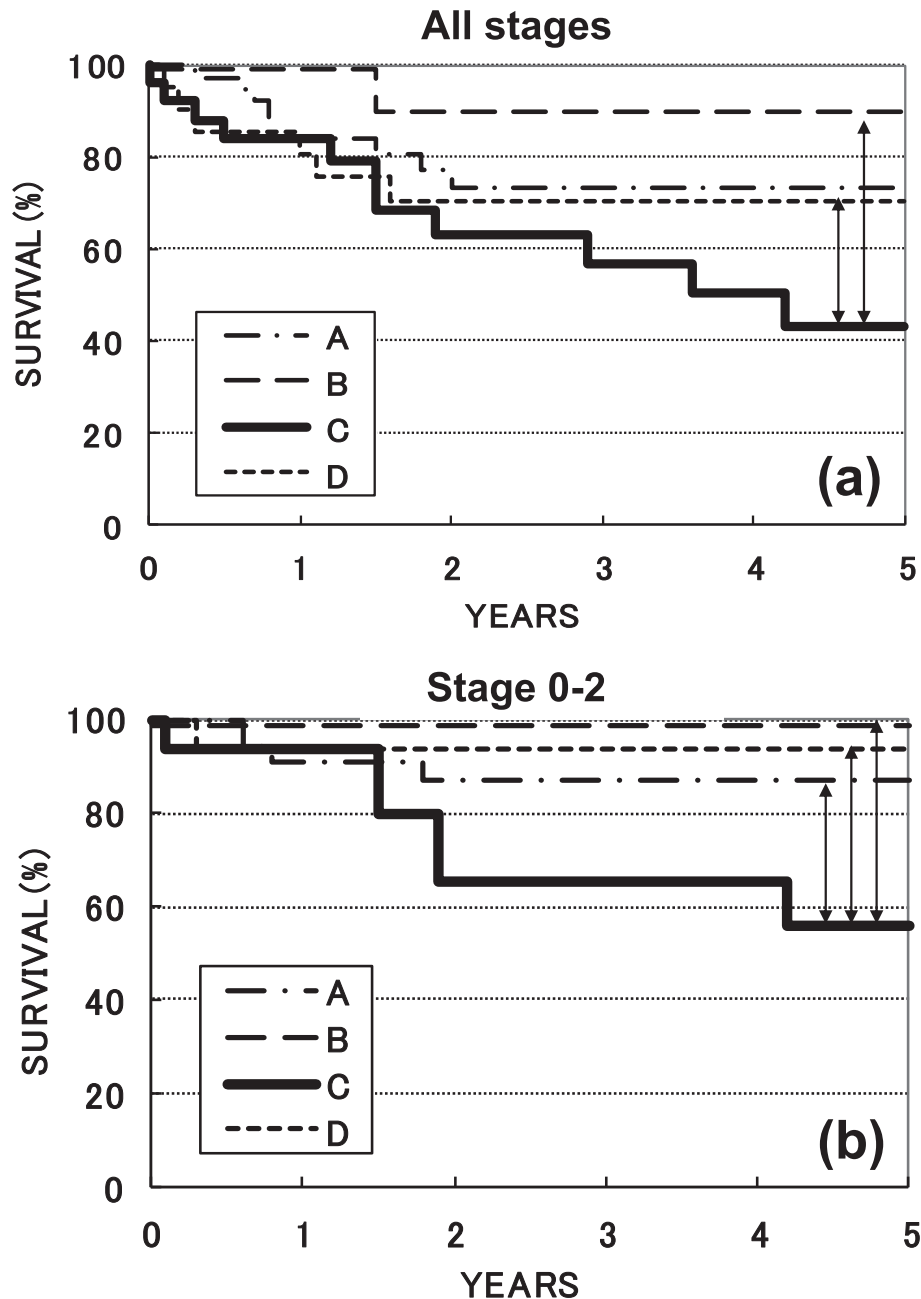 All stages
100
80
60
40
20
0
SURVIVAL (%)
A
B
C
D
(a)
0 1 2 3 4 5
YEARS
Stage 0-2
100
80
60
40
20
0
SURVIVAL (%)
A
B
C
D
(b)
0 1 2 3 4 5
YEARS